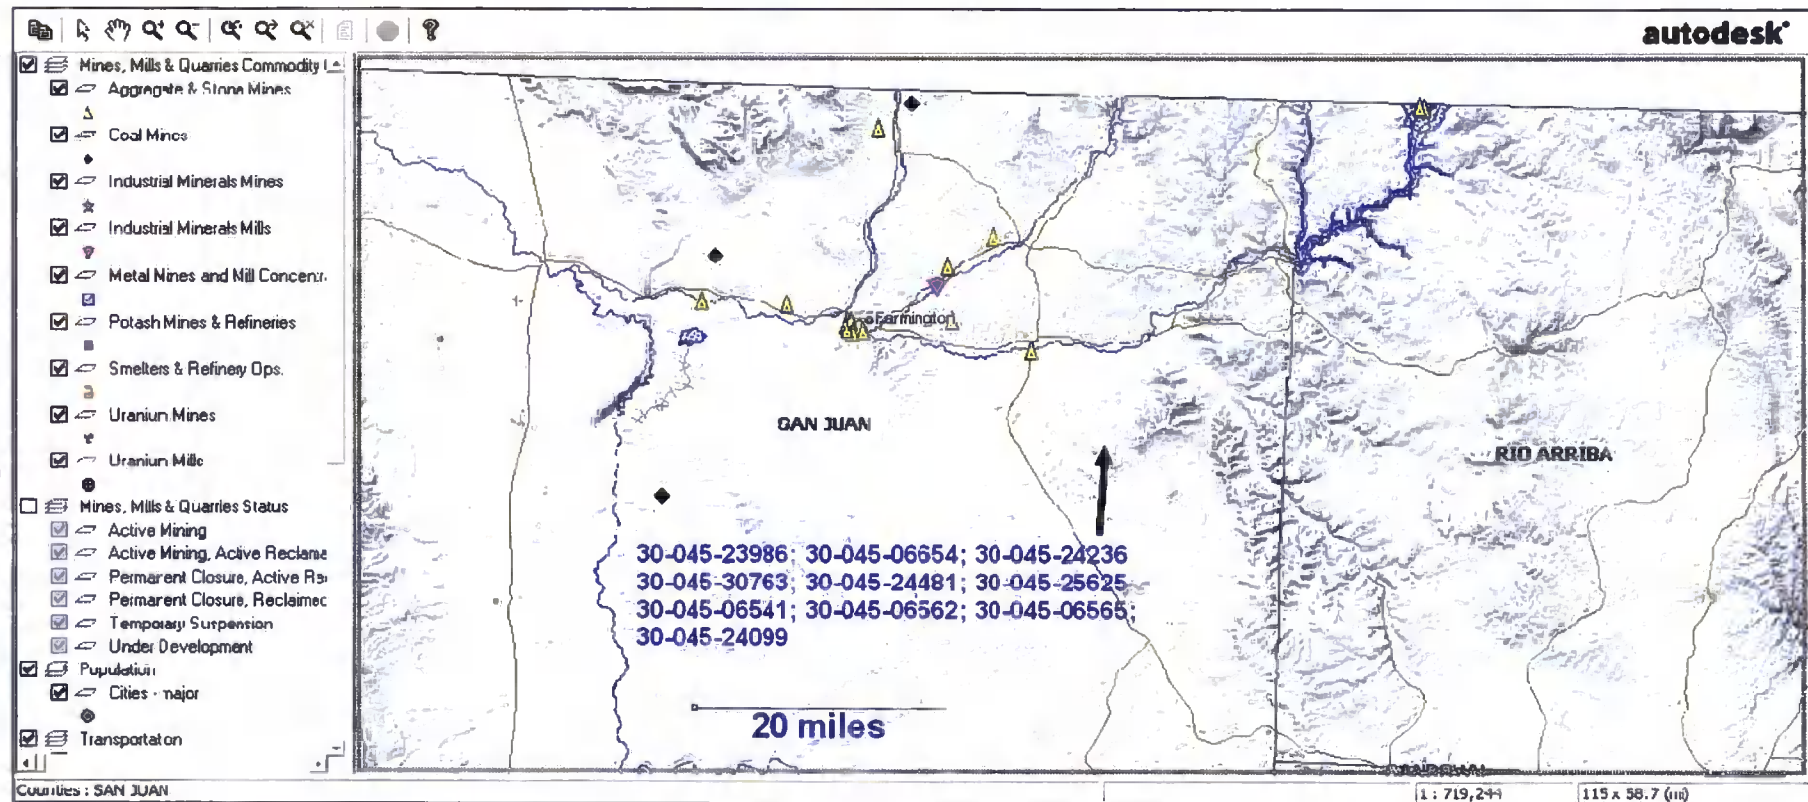 autodesk
Mines, Mills & Quarries Commodity
Aggregate & Stone Mines
Coal Mines
Industrial Minerals Mines
Industrial Minerals Mills
Metal Mines and Mill Concentr
Potash Mines & Refineries
Smelters & Refinery Ops.
Uranium Mines
Uranium Mills
Mines, Mills & Quarries Status
Active Mining
Active Mining, Active Reclama
Permanent Closure, Active Re
Permanent Closure, Reclaimed
Temporary Suspension
Under Development
Population
Cities - major
Transportation
Farmington
SAN JUAN
RIO ARRIBA
30-045-23986; 30-045-06654; 30-045-24236
30-045-30763; 30-045-24481; 30-045-25625
30-045-06541; 30-045-06562; 30-045-06565;
30-045-24099
20 miles
Counties : SAN JUAN
1 : 719,244
115 x 58.7 (mi)